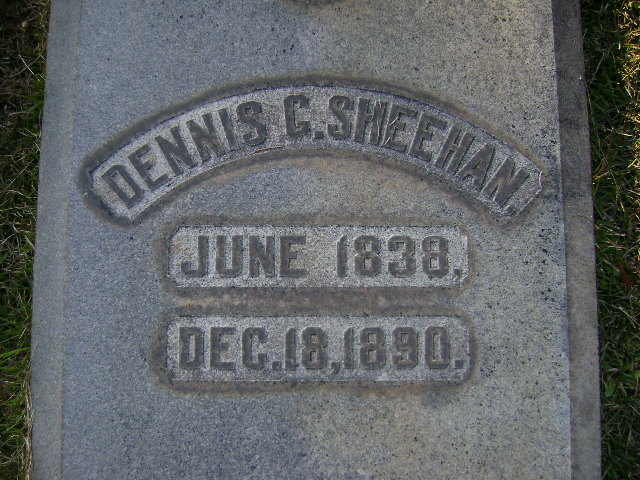 DENNIS C. SHEEHAN.
JUNE 1838.
DEC. 18, 1890.